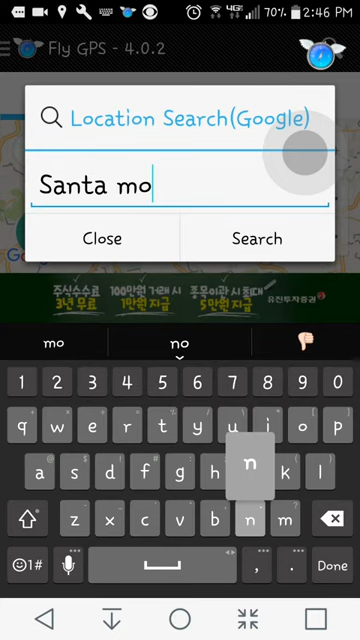 4G LTE 70% 2:46 PM
Fly GPS - 4.0.2
Location Search(Google)
Santa mo
Close Search
주식수수료 100만원 거래 시 종목이관 시 최대
3년 무료 1만원 지급 5만원 지급 유진투자증권
mo no
1 2 3 4 5 6 7 8 9 0
q w e r t y u i o p
a s d f g h n k l
z x c v b n m
☺1# , . Done